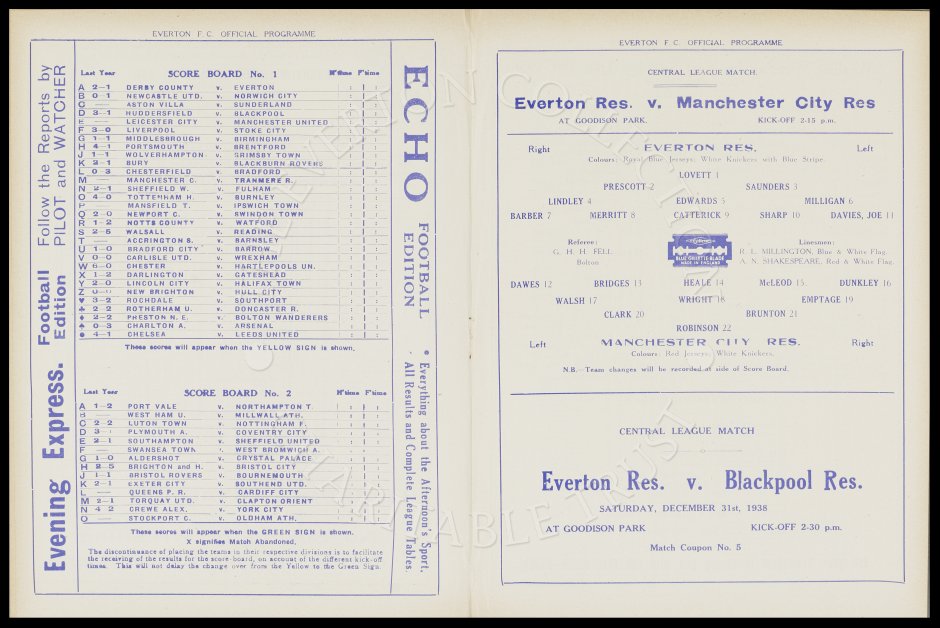 EVERTON F.C. OFFICIAL PROGRAMME
Evening Express. Football Edition
Follow the Reports by PILOT and WATCHER
Last Year SCORE BOARD No. 1 H'time F'time
A 2-1 DERBY COUNTY v. EVERTON
B 0-1 NEWCASTLE UTD. v. NORWICH CITY
C — ASTON VILLA v. SUNDERLAND
D 3-1 HUDDERSFIELD v. BLACKPOOL
E — LEICESTER CITY v. MANCHESTER UNITED
F 3-0 LIVERPOOL v. STOKE CITY
G 1-1 MIDDLESBROUGH v. BIRMINGHAM
H 4-1 PORTSMOUTH v. BRENTFORD
J 1-1 WOLVERHAMPTON v. GRIMSBY TOWN
K 2-1 BURY v. BLACKBURN ROVERS
L 0-3 CHESTERFIELD v. BRADFORD
M — MANCHESTER C. v. TRANMERE R.
N 2-1 SHEFFIELD W. v. FULHAM
O 4-0 TOTTENHAM H. v. BURNLEY
P — MANSFIELD T. v. IPSWICH TOWN
Q 2-0 NEWPORT C. v. SWINDON TOWN
R 1-2 NOTTS COUNTY v. WATFORD
S 2-5 WALSALL v. READING
T — ACCRINGTON S. v. BARNSLEY
U 1-0 BRADFORD CITY v. BARROW
V 0-0 CARLISLE UTD. v. WREXHAM
W 6-0 CHESTER v. HARTLEPOOLS UN.
X 1-2 DARLINGTON v. GATESHEAD
Y 2-0 LINCOLN CITY v. HALIFAX TOWN
Z NEW BRIGHTON v. HULL CITY
♥ 3-2 ROCHDALE v. SOUTHPORT
♣ 2-2 ROTHERHAM U. v. DONCASTER R.
♦ 2-2 PRESTON N. E. v. BOLTON WANDERERS
♠ 0-3 CHARLTON A. v. ARSENAL
● 4-1 CHELSEA v. LEEDS UNITED
These scores will appear when the YELLOW SIGN is shown.
Last Year SCORE BOARD No. 2 H'time F'time
A 1-2 PORT VALE v. NORTHAMPTON T.
B — WEST HAM U. v. MILLWALL ATH.
C 2-2 LUTON TOWN v. NOTTINGHAM F.
D PLYMOUTH A. v. COVENTRY CITY
E 2-1 SOUTHAMPTON v. SHEFFIELD UNITED
F — SWANSEA TOWN v. WEST BROMWICH A.
G 1-0 ALDERSHOT v. CRYSTAL PALACE
H 2-5 BRIGHTON and H. v. BRISTOL CITY
J 1-1 BRISTOL ROVERS v. BOURNEMOUTH
K 2-1 EXETER CITY v. SOUTHEND UTD.
L — QUEENS P. R. v. CARDIFF CITY
M 2-1 TORQUAY UTD. v. CLAPTON ORIENT
N 4-2 CREWE ALEX. v. YORK CITY
O — STOCKPORT C. v. OLDHAM ATH.
These scores will appear when the GREEN SIGN is shown.
X signifies Match Abandoned.
The discontinuance of placing the teams in their respective divisions is to facilitate
the receiving of the results for the score board, on account of the different kick-off
times. This will not delay the change over from the Yellow to the Green Sign.
ECHO FOOTBALL EDITION
• Everything about the Afternoon's Sport.
All Results and Complete League Tables.
EVERTON F.C. OFFICIAL PROGRAMME
CENTRAL LEAGUE MATCH
Everton Res. v. Manchester City Res
AT GOODISON PARK. KICK-OFF 2-15 p.m.
Right EVERTON RES. Left
Colours: Royal Blue Jerseys; White Knickers with Blue Stripe.
LOVETT 1
PRESCOTT 2 SAUNDERS 3
LINDLEY 4 EDWARDS 5 MILLIGAN 6
BARBER 7 MERRITT 8 CATTERICK 9 SHARP 10 DAVIES, JOE 11
Referee: G. H. H. FELL Bolton
BLUE GILLETTE BLADE MADE IN ENGLAND
Linesmen:
R. L. MILLINGTON, Blue & White Flag.
A. N. SHAKESPEARE, Red & White Flag.
DAWES 12 BRIDGES 13 HEALE 14 McLEOD 15 DUNKLEY 16
WALSH 17 WRIGHT 18 EMPTAGE 19
CLARK 20 BRUNTON 21
ROBINSON 22
Left MANCHESTER CITY RES. Right
Colours: Red Jerseys; White Knickers.
N.B.—Team changes will be recorded at side of Score Board.
CENTRAL LEAGUE MATCH
Everton Res. v. Blackpool Res.
SATURDAY, DECEMBER 31st, 1938
AT GOODISON PARK KICK-OFF 2-30 p.m.
Match Coupon No. 5
EVERTON COLLECTION
CHARITABLE TRUST